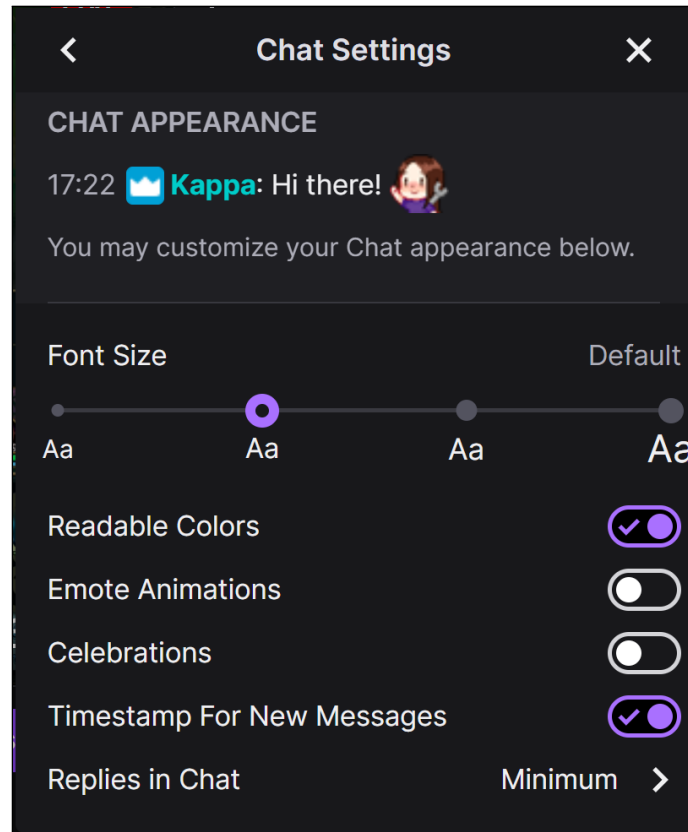 Chat Settings
CHAT APPEARANCE
17:22 Kappa: Hi there!
You may customize your Chat appearance below.
Font Size Default
Aa Aa Aa Aa
Readable Colors
Emote Animations
Celebrations
Timestamp For New Messages
Replies in Chat Minimum